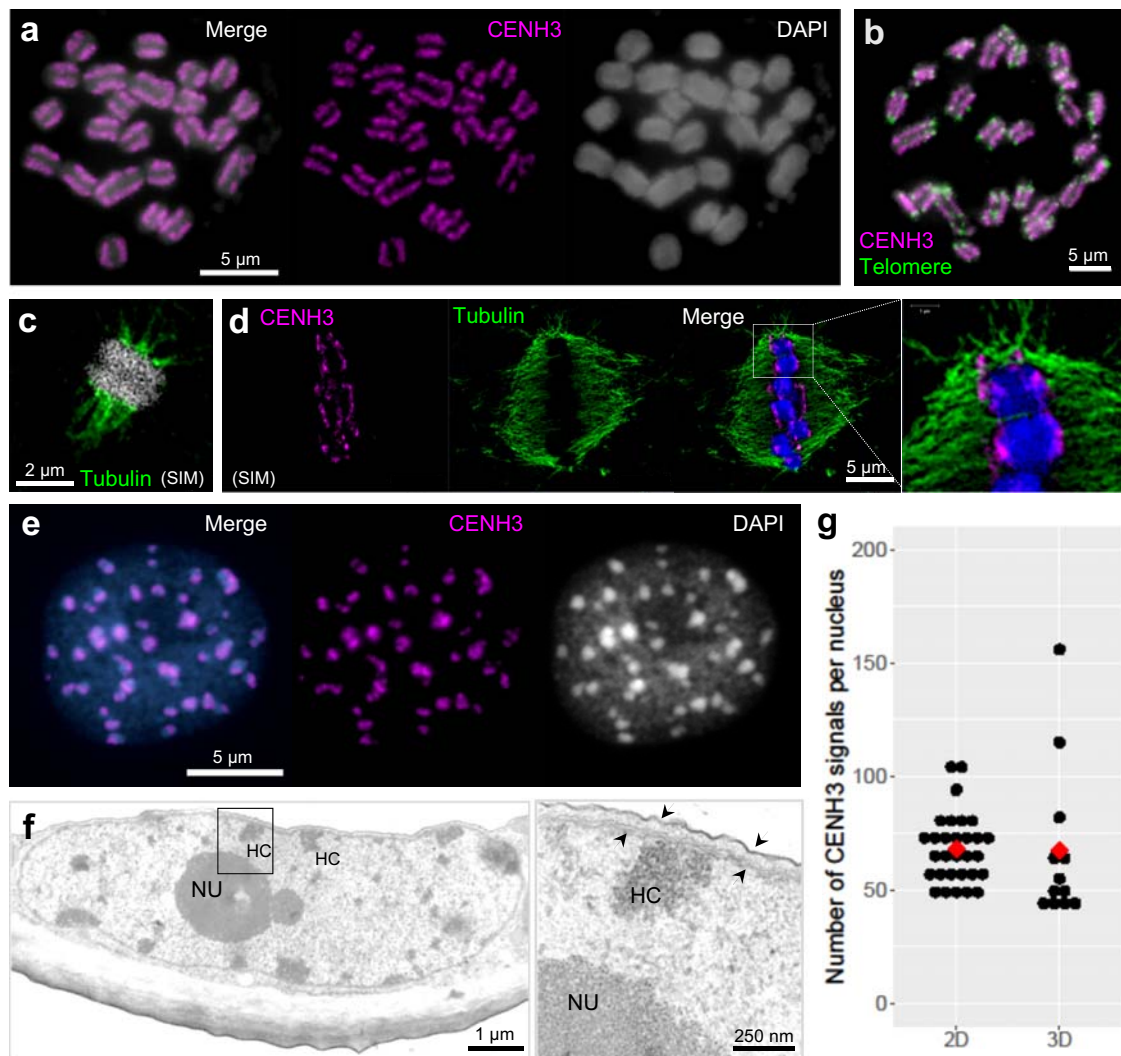 a
Merge
CENH3
DAPI
5 µm
b
CENH3
Telomere
5 µm
c
2 µm
Tubulin (SIM)
d
CENH3
Tubulin
Merge
(SIM)
5 µm
e
Merge
CENH3
DAPI
5 µm
f
HC
HC
NU
1 µm
HC
NU
250 nm
g
Number of CENH3 signals per nucleus
200
150
100
50
0
2D
3D